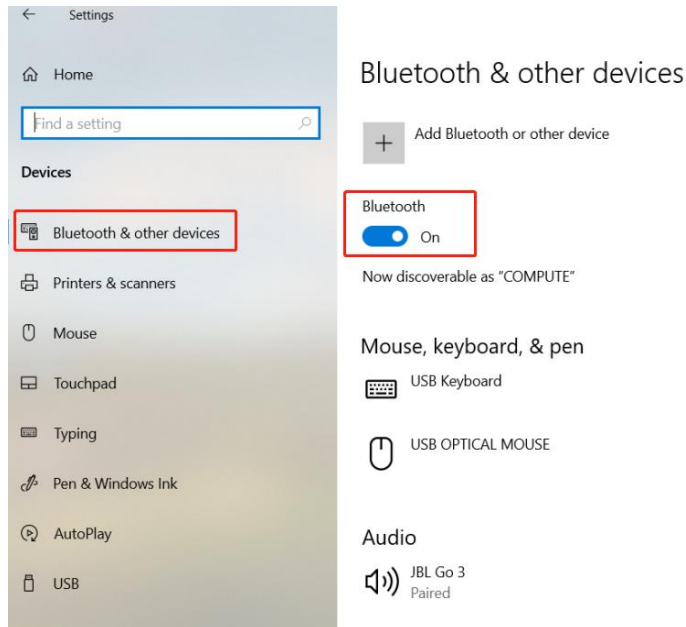 Settings
Home
Find a setting
Devices
Bluetooth & other devices
Printers & scanners
Mouse
Touchpad
Typing
Pen & Windows Ink
AutoPlay
USB
Bluetooth & other devices
Add Bluetooth or other device
Bluetooth
On
Now discoverable as "COMPUTE"
Mouse, keyboard, & pen
USB Keyboard
USB OPTICAL MOUSE
Audio
JBL Go 3
Paired